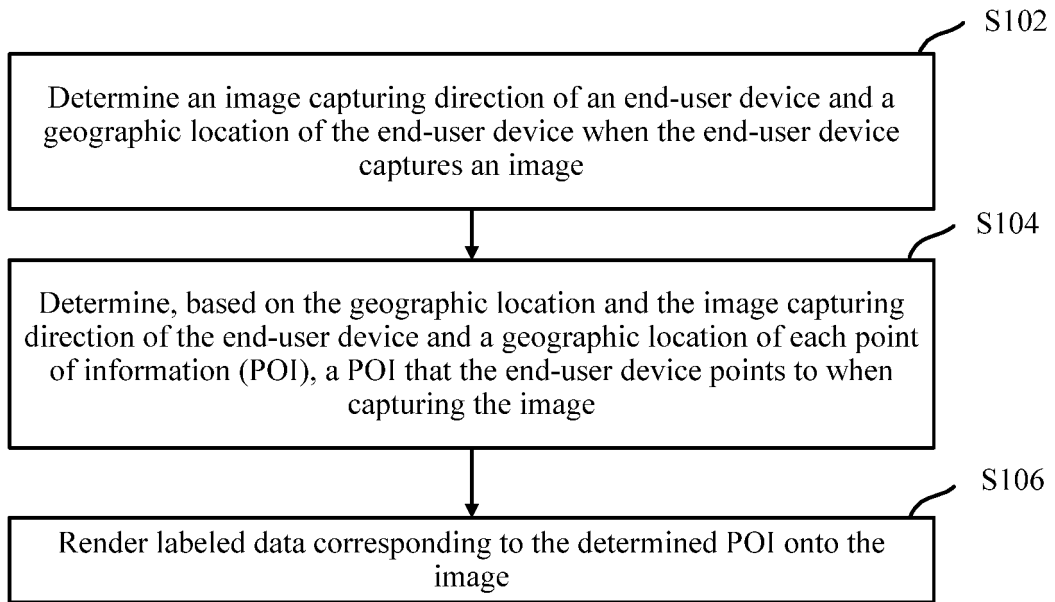 S102
Determine an image capturing direction of an end-user device and a
geographic location of the end-user device when the end-user device
captures an image
S104
Determine, based on the geographic location and the image capturing
direction of the end-user device and a geographic location of each point
of information (POI), a POI that the end-user device points to when
capturing the image
S106
Render labeled data corresponding to the determined POI onto the
image